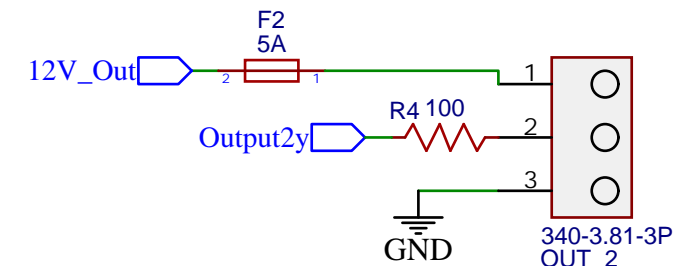 F2
5A
12V_Out
2
1
1
R4 100
Output2y
2
3
GND
340-3.81-3P
OUT_2